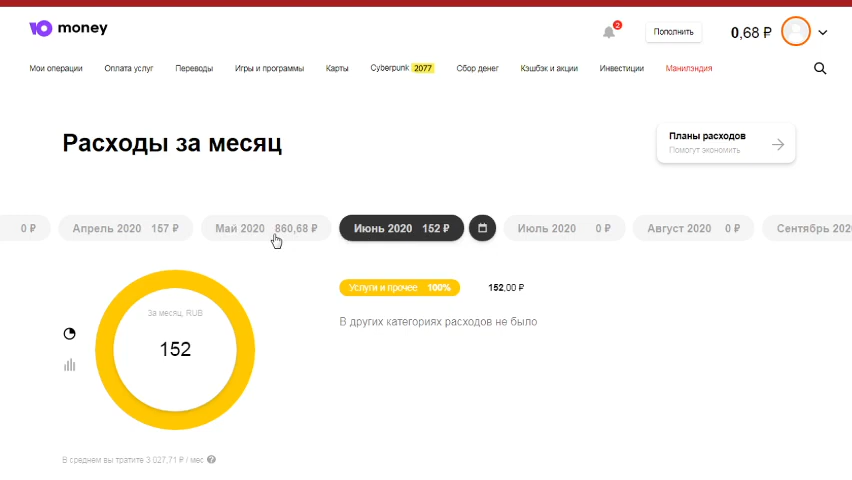 Ю money
2
Пополнить
0,68 ₽
Мои операции Оплата услуг Переводы Игры и программы Карты Cyberpunk 2077 Сбор денег Кэшбэк и акции Инвестиции Манилэндия
Расходы за месяц
Планы расходов
Помогут экономить
0 ₽ Апрель 2020 157 ₽ Май 2020 860,68 ₽ Июнь 2020 152 ₽ Июль 2020 0 ₽ Август 2020 0 ₽ Сентябрь 202
Услуги и прочее 100% 152,00 ₽
За месяц, RUB
В других категориях расходов не было
152
В среднем вы тратите 3 027,71 ₽ / мес ?